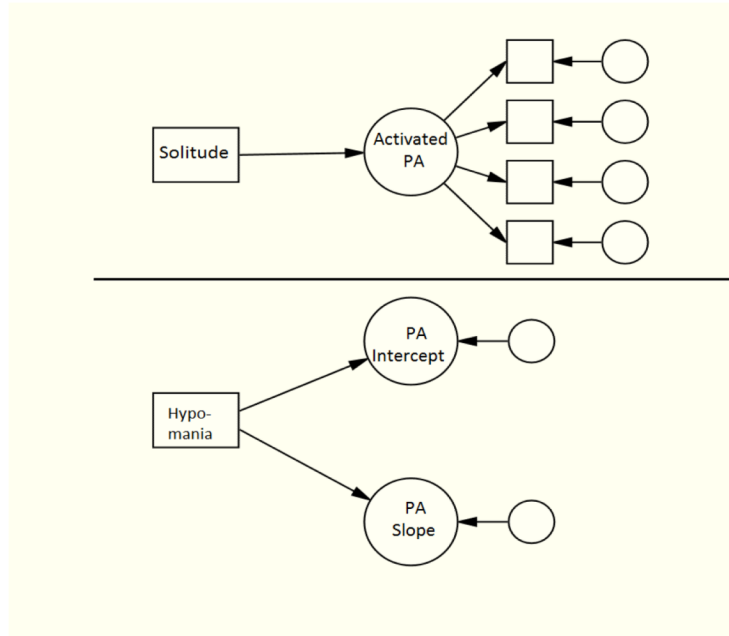 Solitude
Activated
PA
PA
Intercept
Hypo-
mania
PA
Slope